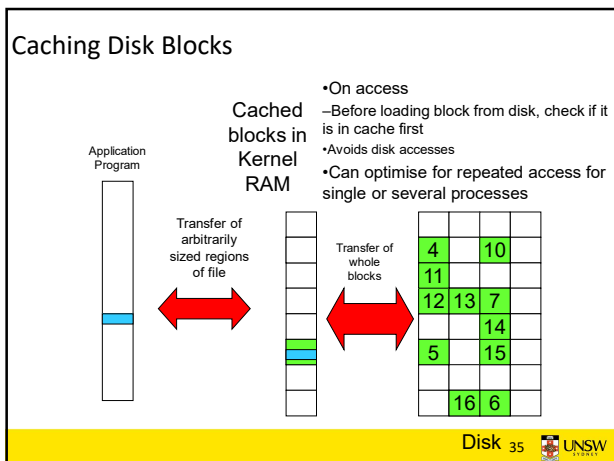 Caching Disk Blocks
•On access
–Before loading block from disk, check if it
is in cache first
•Avoids disk accesses
•Can optimise for repeated access for
single or several processes
Cached
blocks in
Kernel
RAM
Application
Program
Transfer of
arbitrarily
sized regions
of file
Transfer of
whole
blocks
4 10
11
12 13 7
14
5 15
16 6
Disk 35
UNSW
SYDNEY